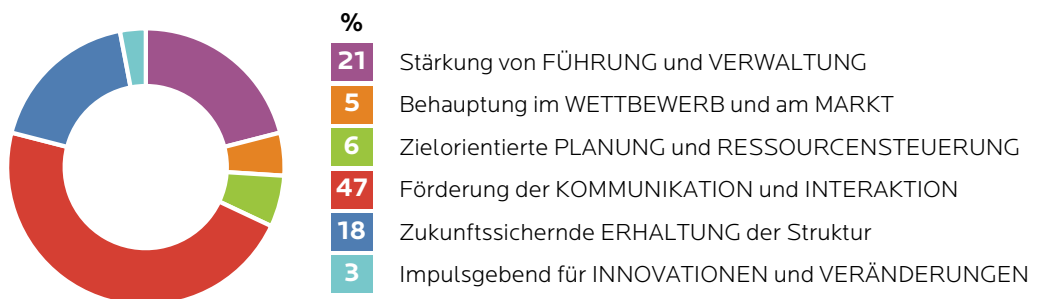 %
21 Stärkung von FÜHRUNG und VERWALTUNG
5 Behauptung im WETTBEWERB und am MARKT
6 Zielorientierte PLANUNG und RESSOURCENSTEUERUNG
47 Förderung der KOMMUNIKATION und INTERAKTION
18 Zukunftssichernde ERHALTUNG der Struktur
3 Impulsgebend für INNOVATIONEN und VERÄNDERUNGEN